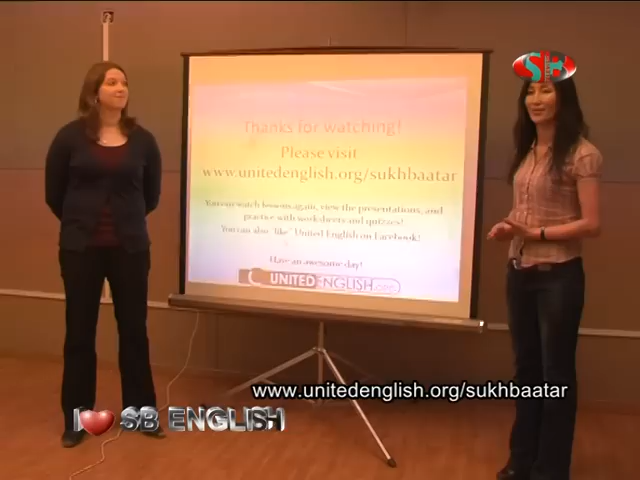 SB
Thanks for watching!
Please visit
www.unitedenglish.org/sukhbaatar
You can watch lessons again, view the presentations, and
practice with worksheets and quizzes!
You can also "like" United English on Facebook!
Have an awesome day!
UNITEDENGLISH.ORG
www.unitedenglish.org/sukhbaatar
I SB ENGLISH